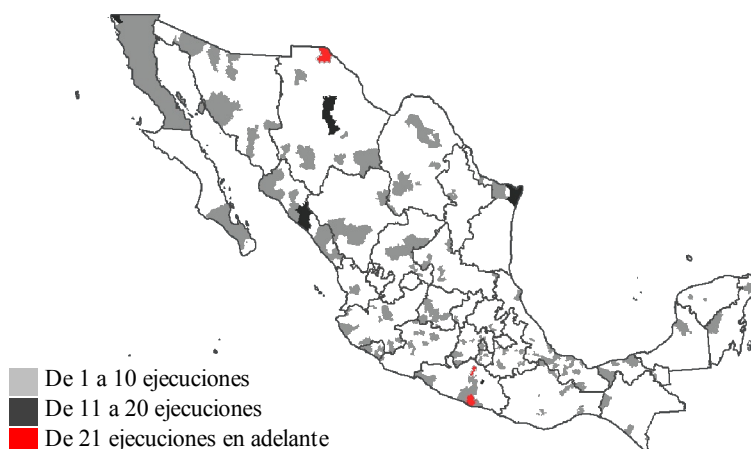 De 1 a 10 ejecuciones
De 11 a 20 ejecuciones
De 21 ejecuciones en adelante